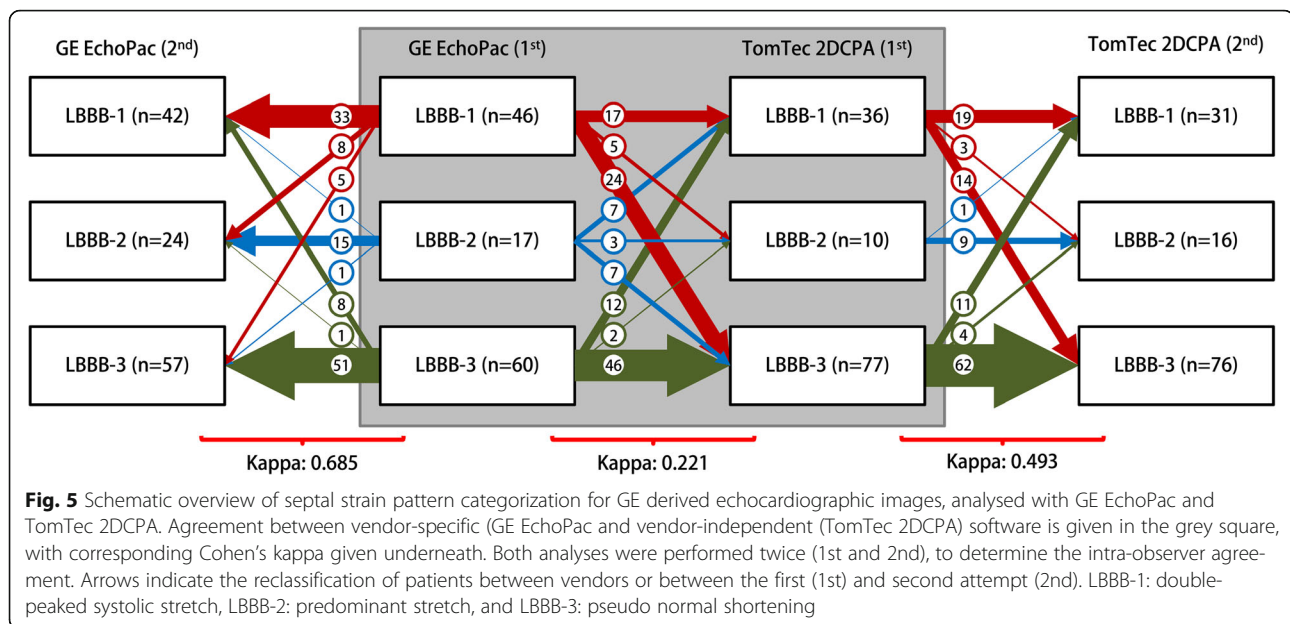 GE EchoPac (2nd) GE EchoPac (1st) TomTec 2DCPA (1st) TomTec 2DCPA (2nd)
LBBB-1 (n=42) 33 LBBB-1 (n=46) 17 LBBB-1 (n=36) 19 LBBB-1 (n=31)
8 5 3
5 24 14
1 7 1
LBBB-2 (n=24) 15 LBBB-2 (n=17) 3 LBBB-2 (n=10) 9 LBBB-2 (n=16)
1 7
8 12 11
1 2 4
LBBB-3 (n=57) 51 LBBB-3 (n=60) 46 LBBB-3 (n=77) 62 LBBB-3 (n=76)
Kappa: 0.685 Kappa: 0.221 Kappa: 0.493
Fig. 5 Schematic overview of septal strain pattern categorization for GE derived echocardiographic images, analysed with GE EchoPac and
TomTec 2DCPA. Agreement between vendor-specific (GE EchoPac and vendor-independent (TomTec 2DCPA) software is given in the grey square,
with corresponding Cohen's kappa given underneath. Both analyses were performed twice (1st and 2nd), to determine the intra-observer agree-
ment. Arrows indicate the reclassification of patients between vendors or between the first (1st) and second attempt (2nd). LBBB-1: double-
peaked systolic stretch, LBBB-2: predominant stretch, and LBBB-3: pseudo normal shortening